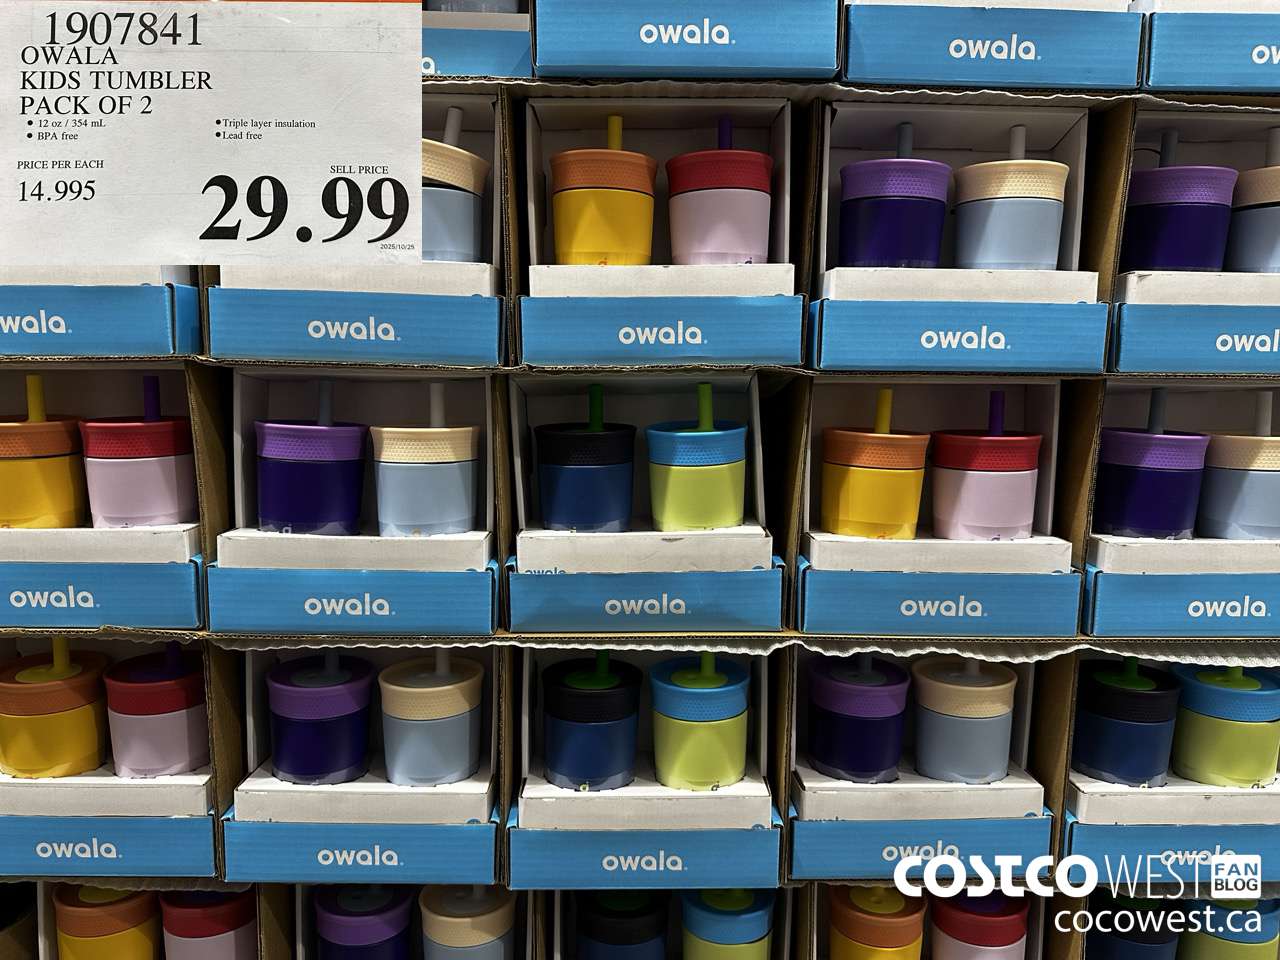 1907841
OWALA
KIDS TUMBLER
PACK OF 2
• 12 oz / 354 mL
• BPA free
• Triple layer insulation
• Lead free
PRICE PER EACH
14.995
SELL PRICE
29.99
2025/10/25
owala.
owala.
ow
a.
owala.
owala.
owala.
owala.
owal
owala.
owala.
owala.
owala.
owala.
owala.
owala.
owala.
owala.
owala.
COSTCO WEST FAN BLOG
cocowest.ca